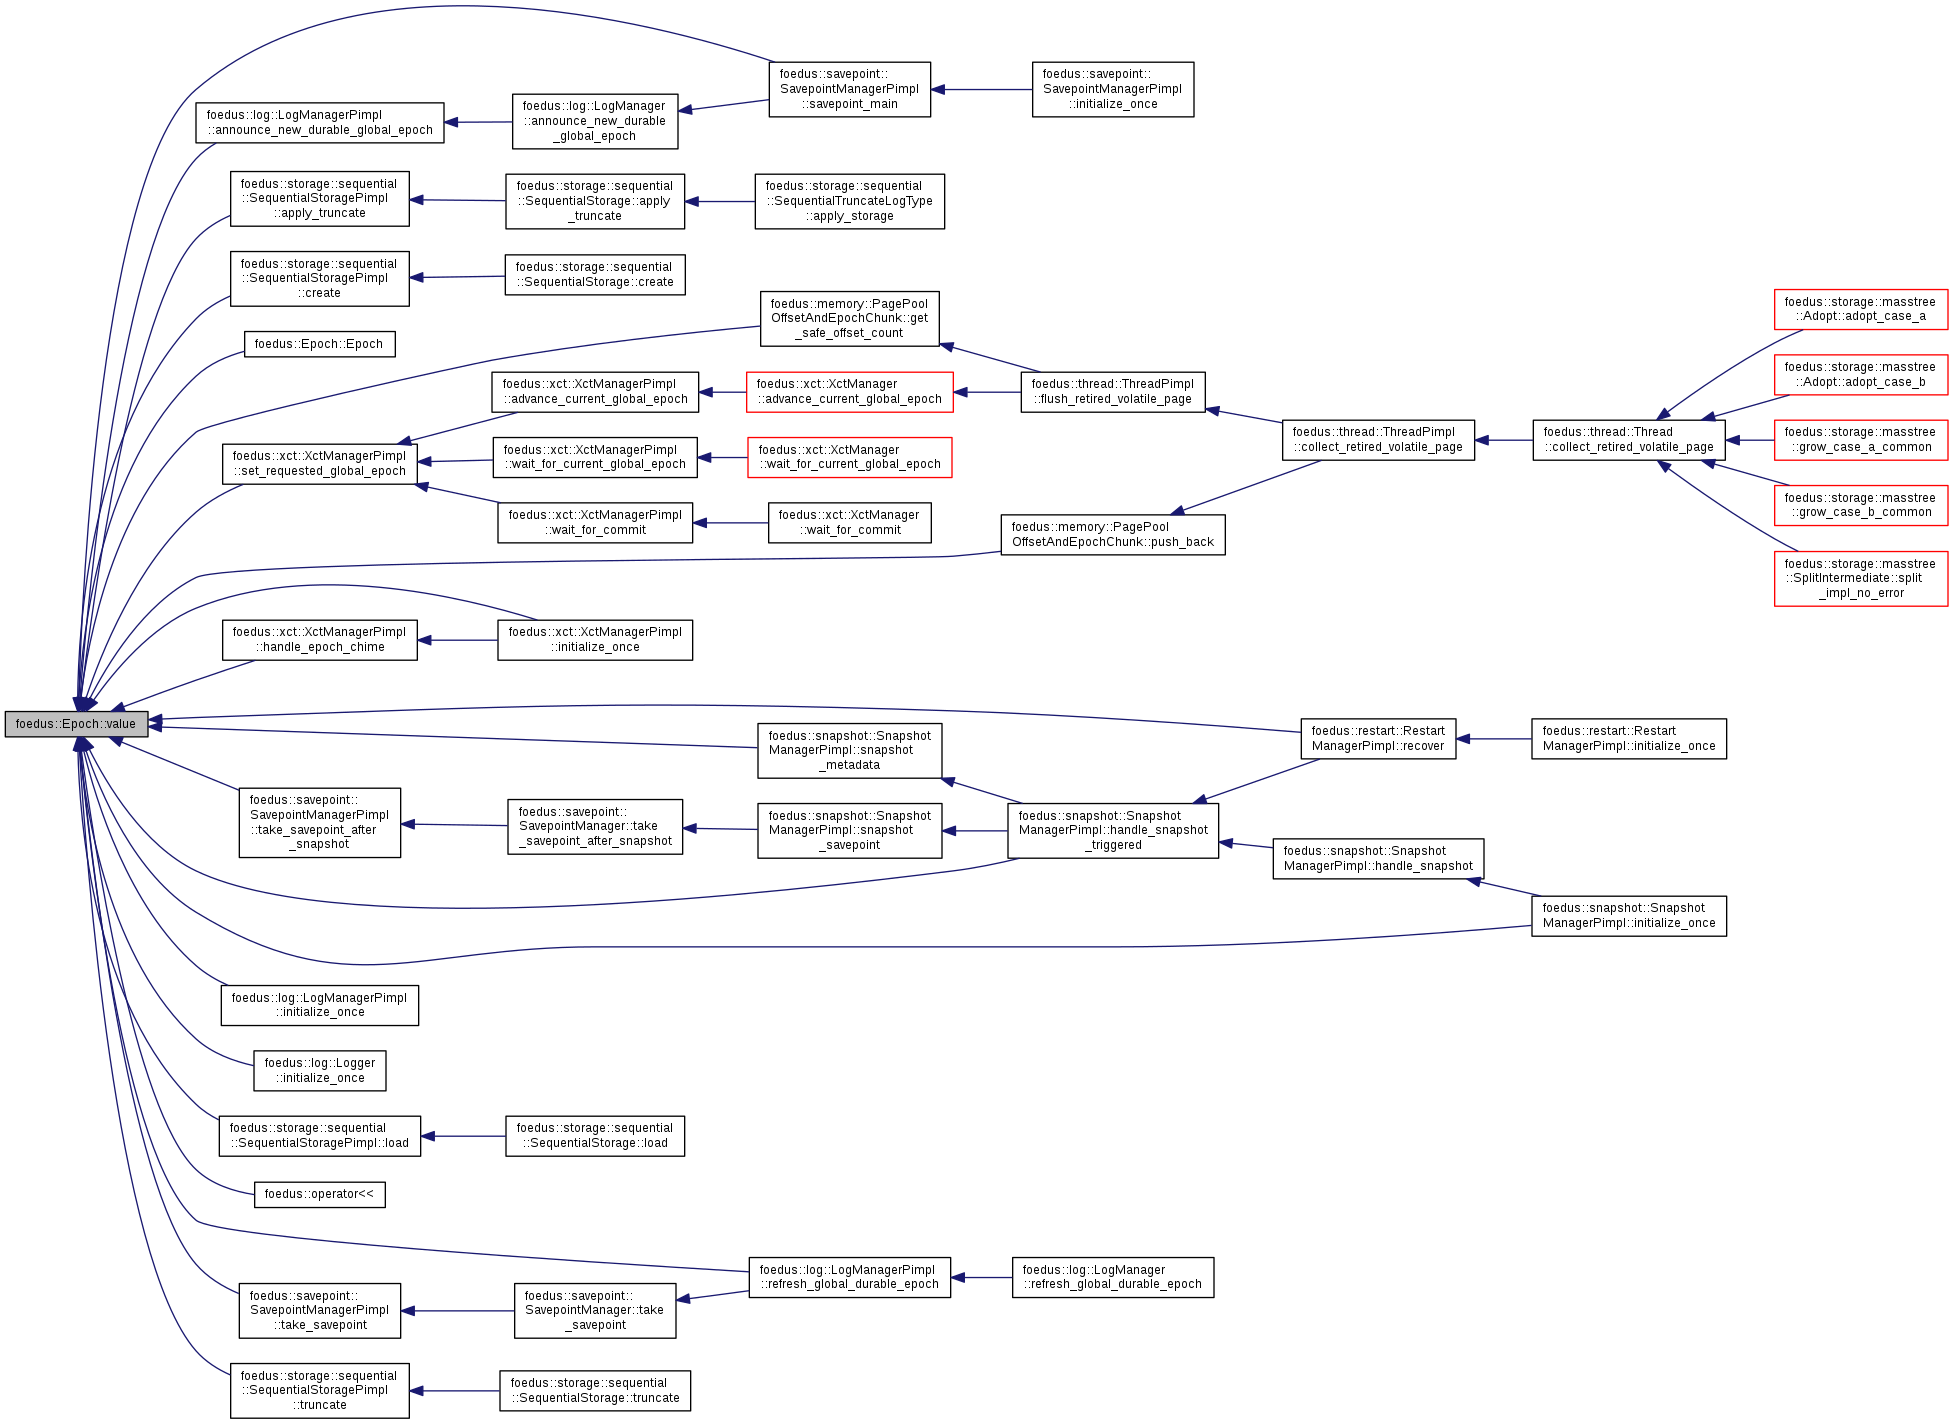 foedus::savepoint::
SavepointManagerPimpl
::savepoint_main
foedus::savepoint::
SavepointManagerPimpl
::initialize_once
foedus::log::LogManagerPimpl
::announce_new_durable_global_epoch
foedus::log::LogManager
::announce_new_durable
_global_epoch
foedus::storage::sequential
::SequentialStoragePimpl
::apply_truncate
foedus::storage::sequential
::SequentialStorage::apply
_truncate
foedus::storage::sequential
::SequentialTruncateLogType
::apply_storage
foedus::storage::sequential
::SequentialStoragePimpl
::create
foedus::storage::sequential
::SequentialStorage::create
foedus::Epoch::Epoch
foedus::memory::PagePool
OffsetAndEpochChunk::get
_safe_offset_count
foedus::xct::XctManagerPimpl
::advance_current_global_epoch
foedus::xct::XctManager
::advance_current_global_epoch
foedus::thread::ThreadPimpl
::flush_retired_volatile_page
foedus::xct::XctManagerPimpl
::set_requested_global_epoch
foedus::xct::XctManagerPimpl
::wait_for_current_global_epoch
foedus::xct::XctManager
::wait_for_current_global_epoch
foedus::thread::ThreadPimpl
::collect_retired_volatile_page
foedus::thread::Thread
::collect_retired_volatile_page
foedus::storage::masstree
::Adopt::adopt_case_a
foedus::storage::masstree
::Adopt::adopt_case_b
foedus::storage::masstree
::grow_case_a_common
foedus::storage::masstree
::grow_case_b_common
foedus::storage::masstree
::SplitIntermediate::split
_impl_no_error
foedus::xct::XctManagerPimpl
::wait_for_commit
foedus::xct::XctManager
::wait_for_commit
foedus::memory::PagePool
OffsetAndEpochChunk::push_back
foedus::xct::XctManagerPimpl
::handle_epoch_chime
foedus::xct::XctManagerPimpl
::initialize_once
foedus::Epoch::value
foedus::restart::Restart
ManagerPimpl::recover
foedus::restart::Restart
ManagerPimpl::initialize_once
foedus::snapshot::Snapshot
ManagerPimpl::snapshot
_metadata
foedus::savepoint::
SavepointManagerPimpl
::take_savepoint_after
_snapshot
foedus::savepoint::
SavepointManager::take
_savepoint_after_snapshot
foedus::snapshot::Snapshot
ManagerPimpl::snapshot
_savepoint
foedus::snapshot::Snapshot
ManagerPimpl::handle_snapshot
_triggered
foedus::snapshot::Snapshot
ManagerPimpl::handle_snapshot
foedus::snapshot::Snapshot
ManagerPimpl::initialize_once
foedus::log::LogManagerPimpl
::initialize_once
foedus::log::Logger
::initialize_once
foedus::storage::sequential
::SequentialStoragePimpl::load
foedus::storage::sequential
::SequentialStorage::load
foedus::operator<<
foedus::log::LogManagerPimpl
::refresh_global_durable_epoch
foedus::log::LogManager
::refresh_global_durable_epoch
foedus::savepoint::
SavepointManagerPimpl
::take_savepoint
foedus::savepoint::
SavepointManager::take
_savepoint
foedus::storage::sequential
::SequentialStoragePimpl
::truncate
foedus::storage::sequential
::SequentialStorage::truncate